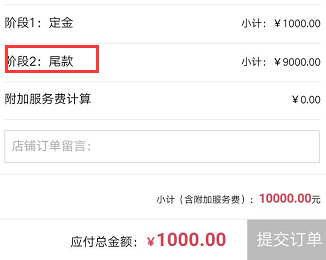 阶段1：定金 小计：￥1000.00
阶段2：尾款 小计：￥9000.00
附加服务费计算 ￥0.00
店铺订单留言：
小计（含附加服务费）：10000.00元
应付总金额：￥1000.00 提交订单